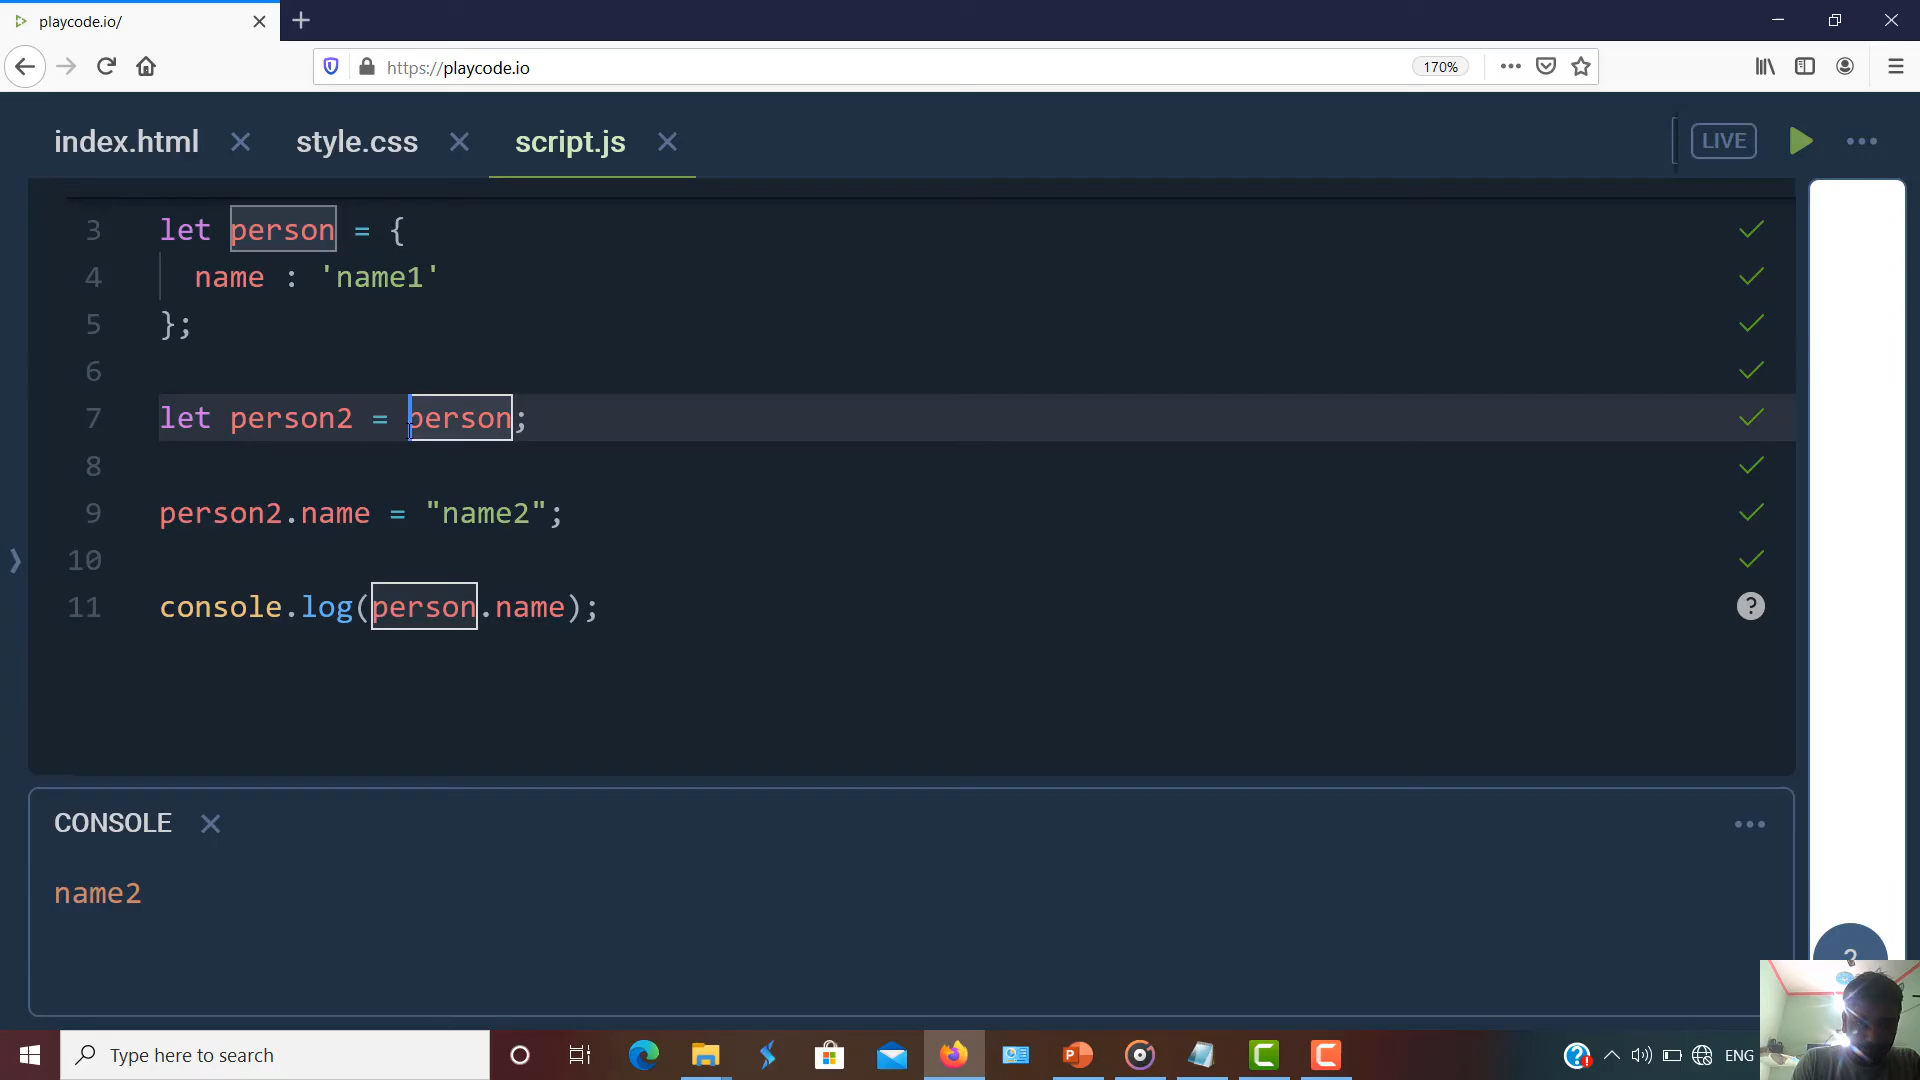 playcode.io/
https://playcode.io
170%
index.html
style.css
script.js
LIVE
3 let person = {
4 name : 'name1'
5 };
6
7 let person2 = person;
8
9 person2.name = "name2";
10
11 console.log(person.name);
?
CONSOLE
name2
Type here to search
ENG